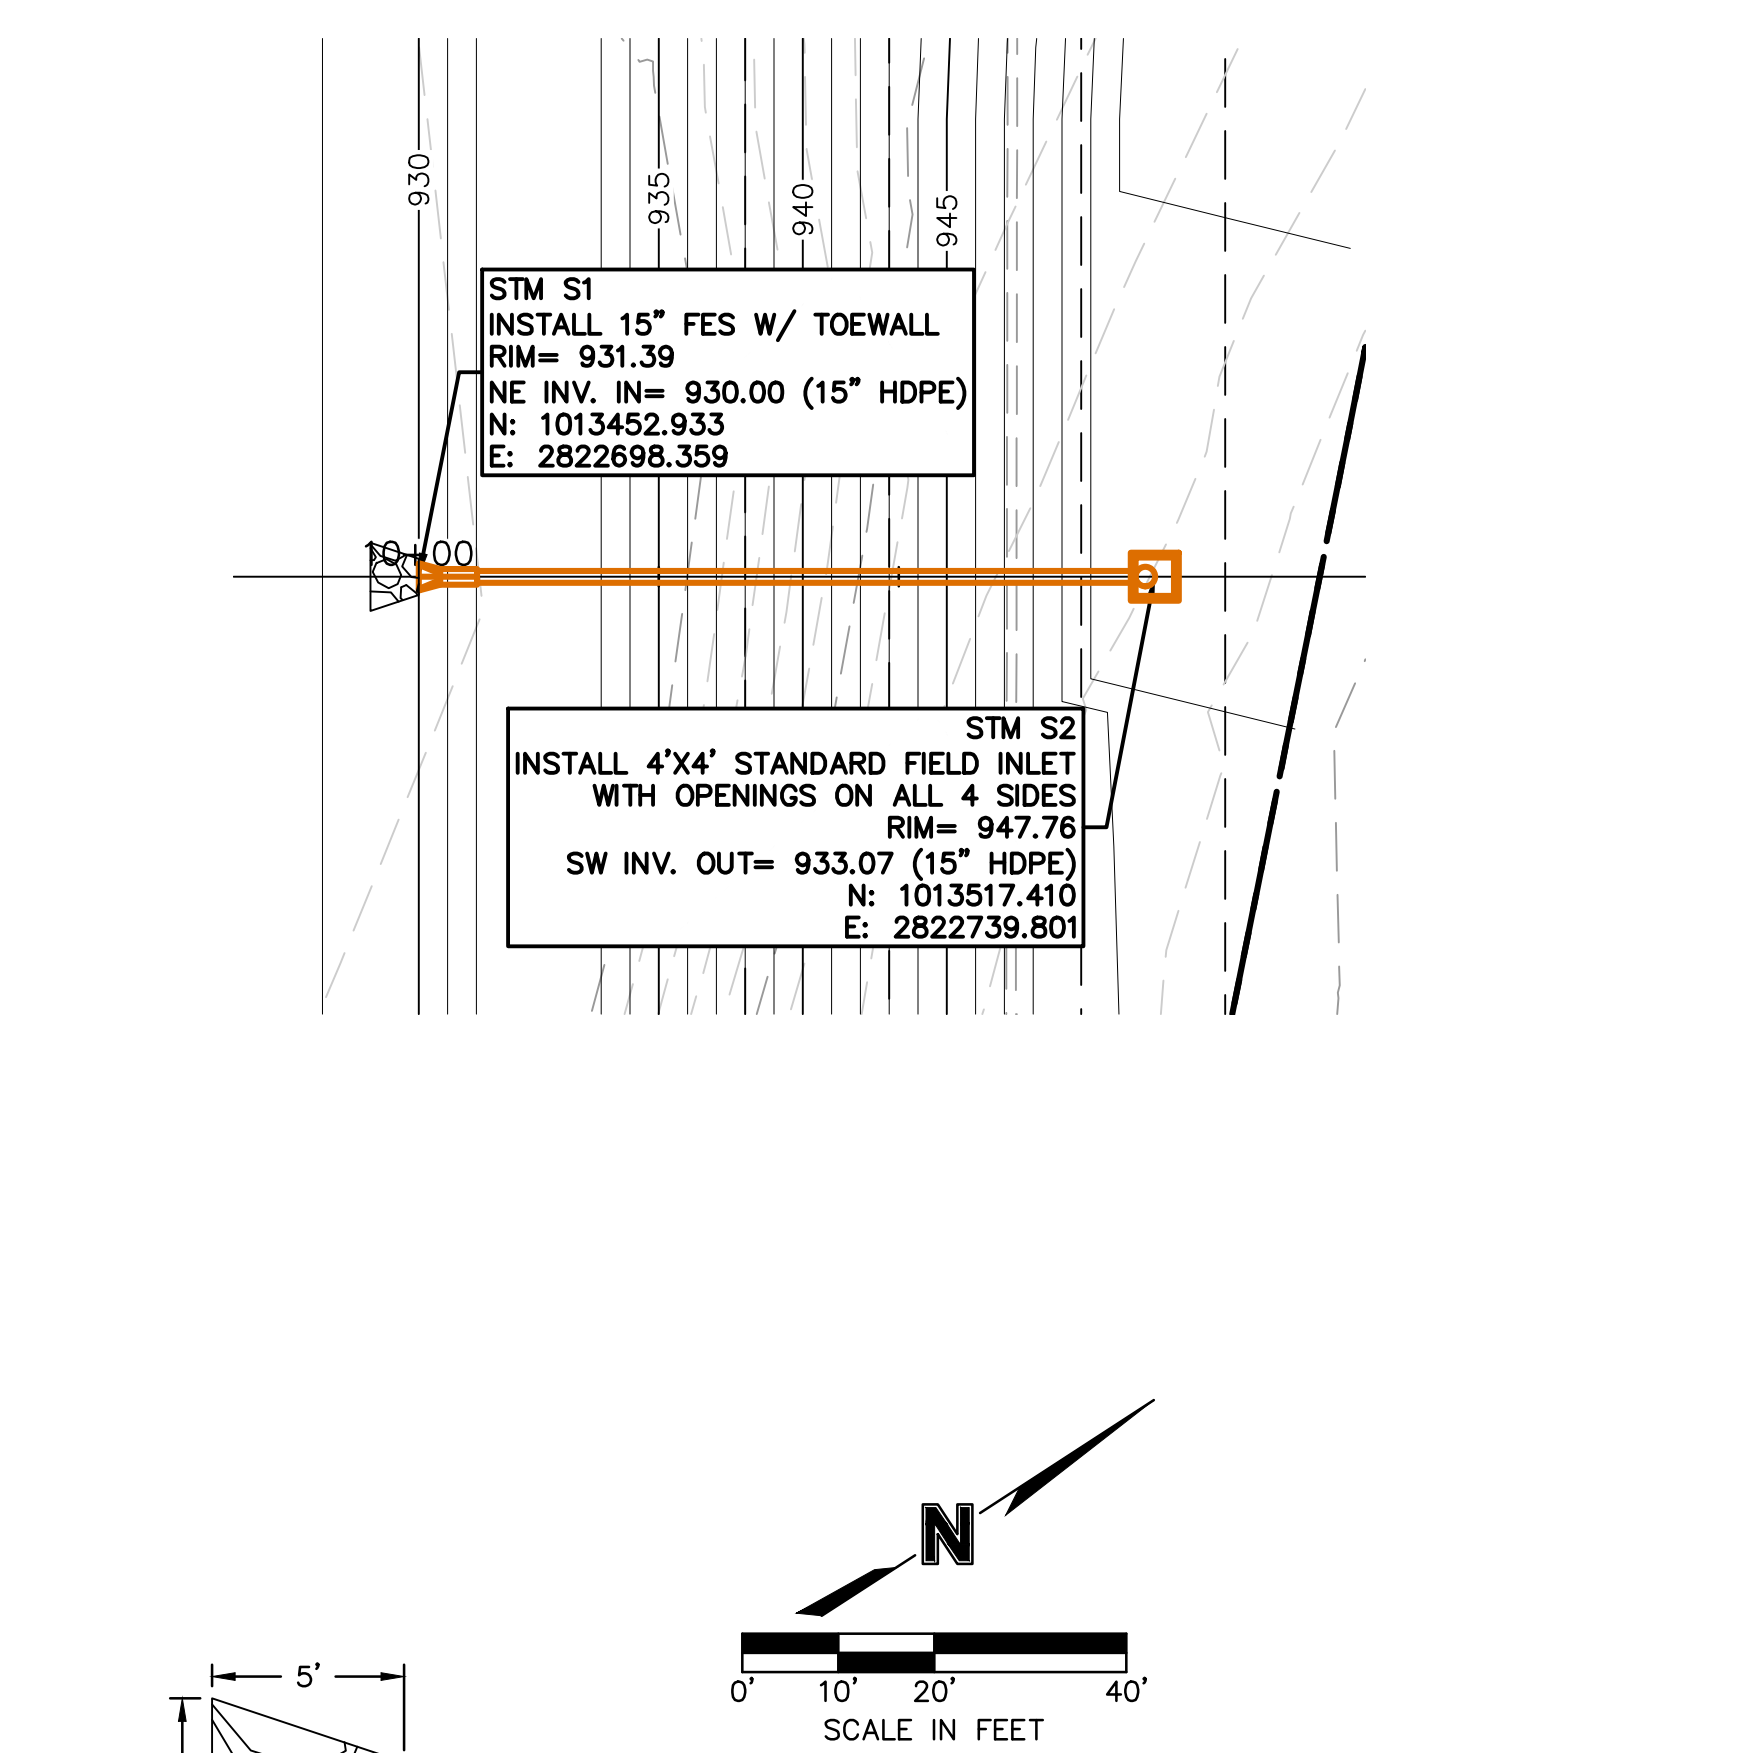 930
935
940
945
STM S1
INSTALL 15" FES W/ TOEWALL
RIM= 931.39
NE INV. IN= 930.00 (15" HDPE)
N: 1013452.933
E: 2822698.359
10+00
STM S2
INSTALL 4'X4' STANDARD FIELD INLET
WITH OPENINGS ON ALL 4 SIDES
RIM= 947.76
SW INV. OUT= 933.07 (15" HDPE)
N: 1013517.410
E: 2822739.801
N
0' 10' 20' 40'
SCALE IN FEET
5'